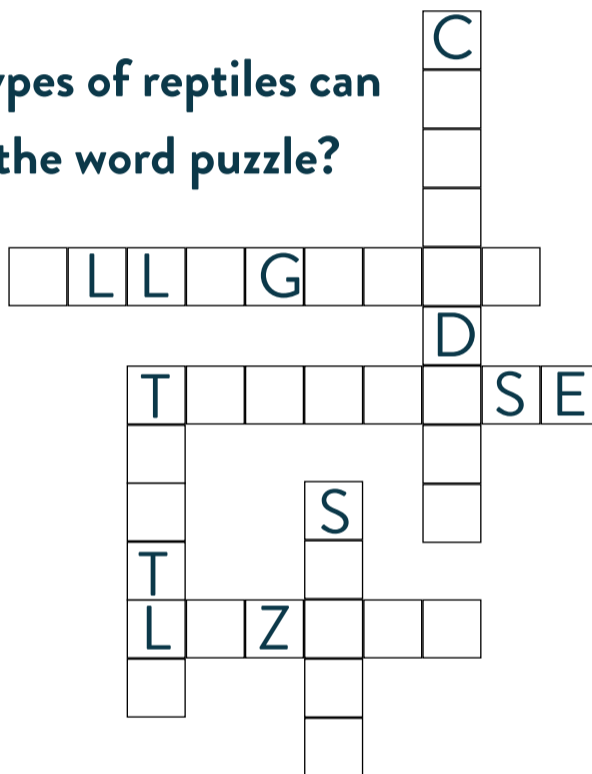 ypes of reptiles can
the word puzzle?
C
L L G
D
T S E
S
T
L Z